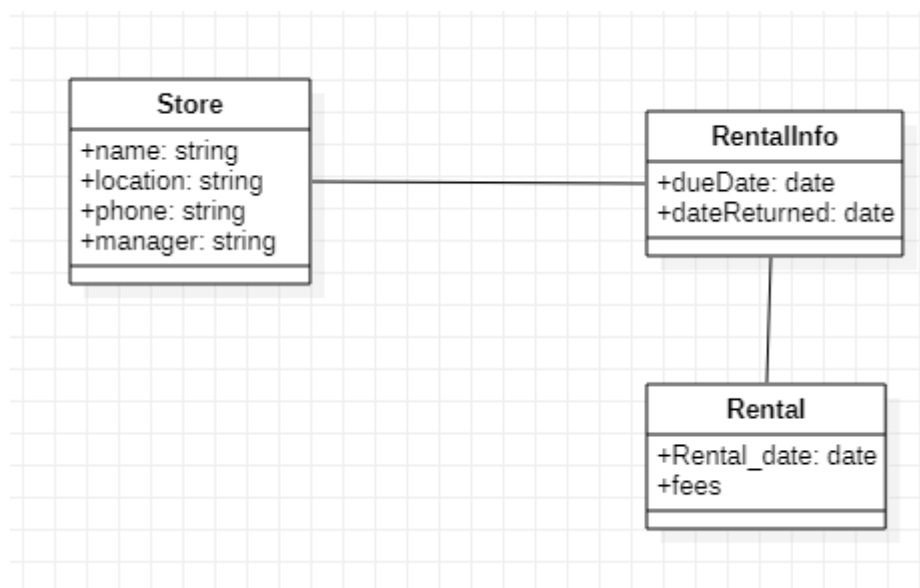 Store
+name: string
+location: string
+phone: string
+manager: string
RentalInfo
+dueDate: date
+dateReturned: date
Rental
+Rental_date: date
+fees